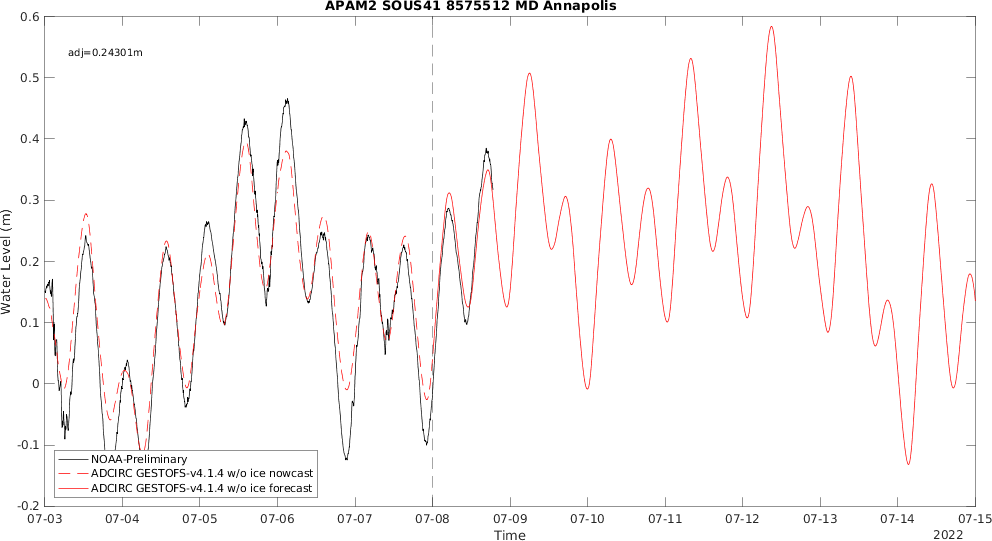 APAM2 SOUS41 8575512 MD Annapolis
adj=0.24301m
Water Level (m)
0.6
0.5
0.4
0.3
0.2
0.1
0
-0.1
-0.2
NOAA-Preliminary
ADCIRC GESTOFS-v4.1.4 w/o ice nowcast
ADCIRC GESTOFS-v4.1.4 w/o ice forecast
07-03 07-04 07-05 07-06 07-07 07-08 07-09 07-10 07-11 07-12 07-13 07-14 07-15
Time
2022